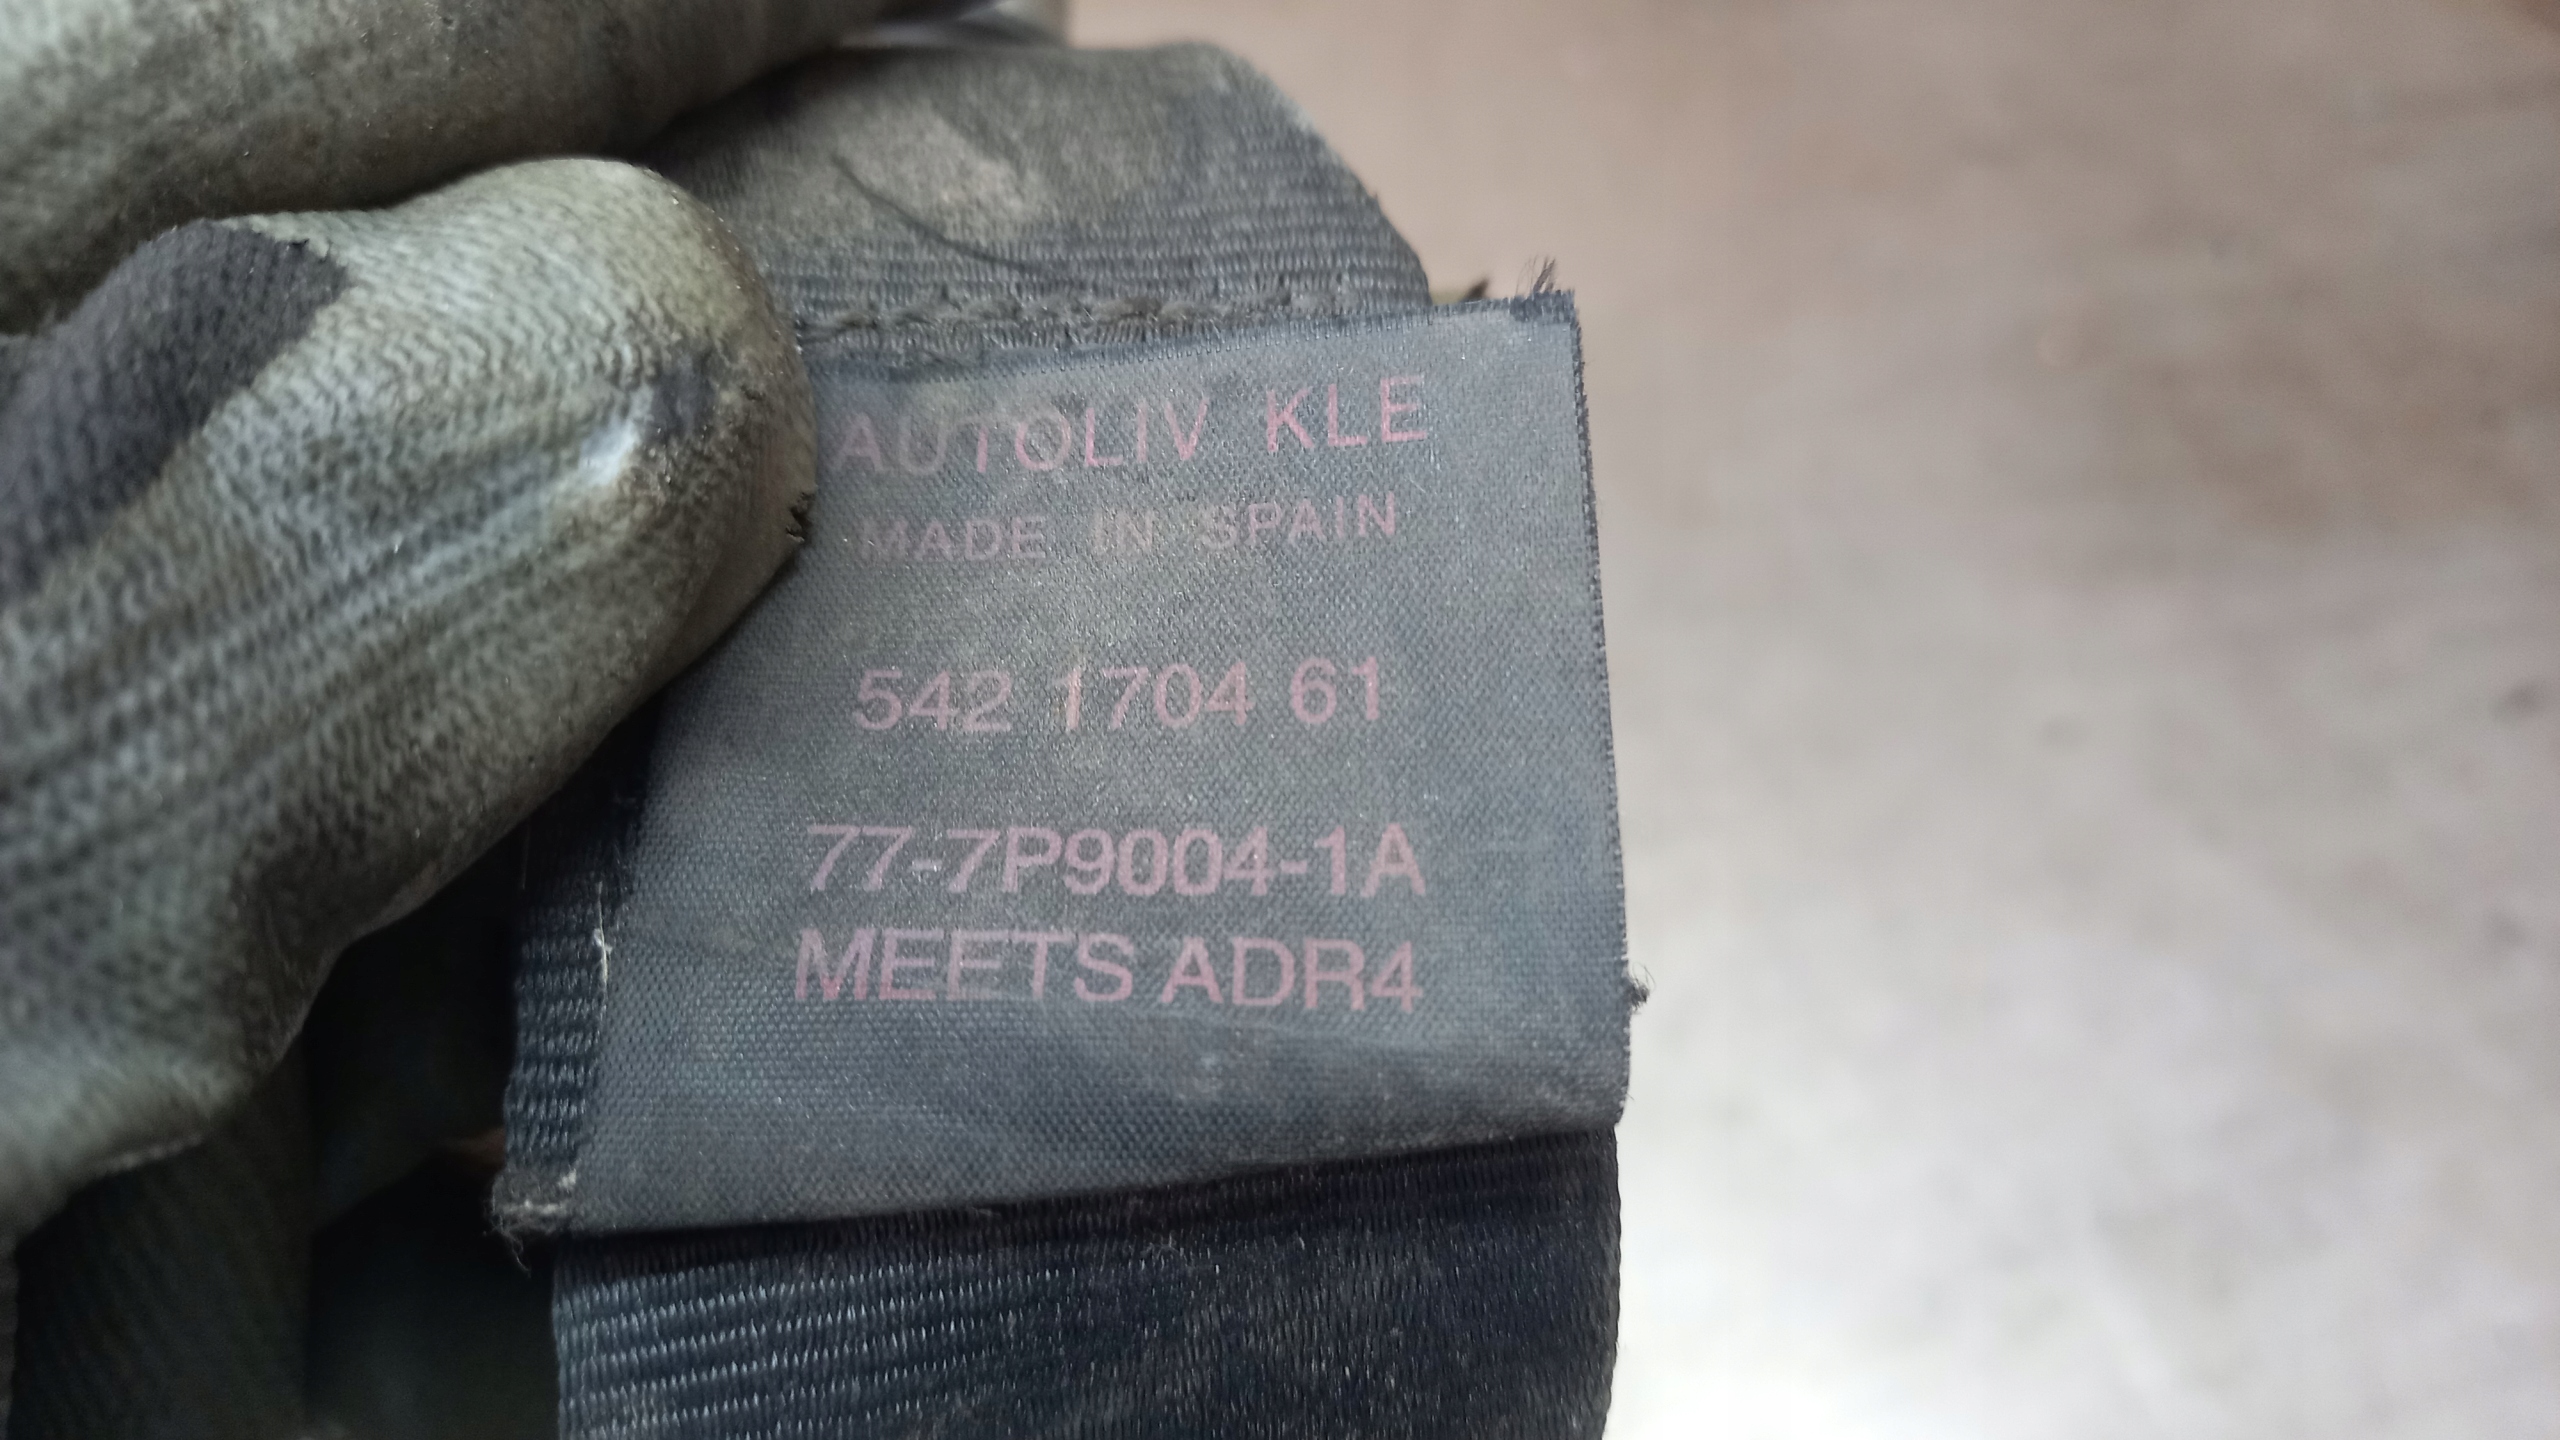 AUTOLIV KLE
MADE IN SPAIN
542 1704 61
77-7P9004-1A
MEETS ADR4